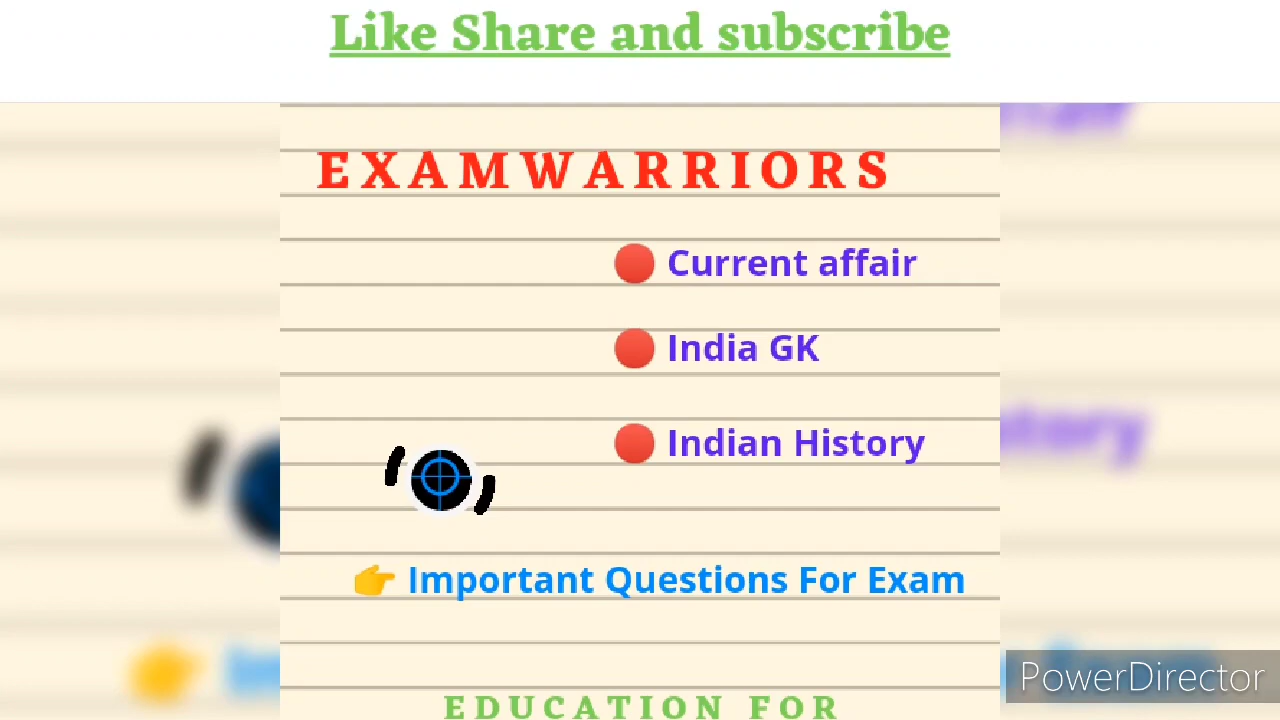 Like Share and subscribe
EXAMWARRIORS
Current affair
India GK
Indian History
👉 Important Questions For Exam
PowerDirector
EDUCATION FOR